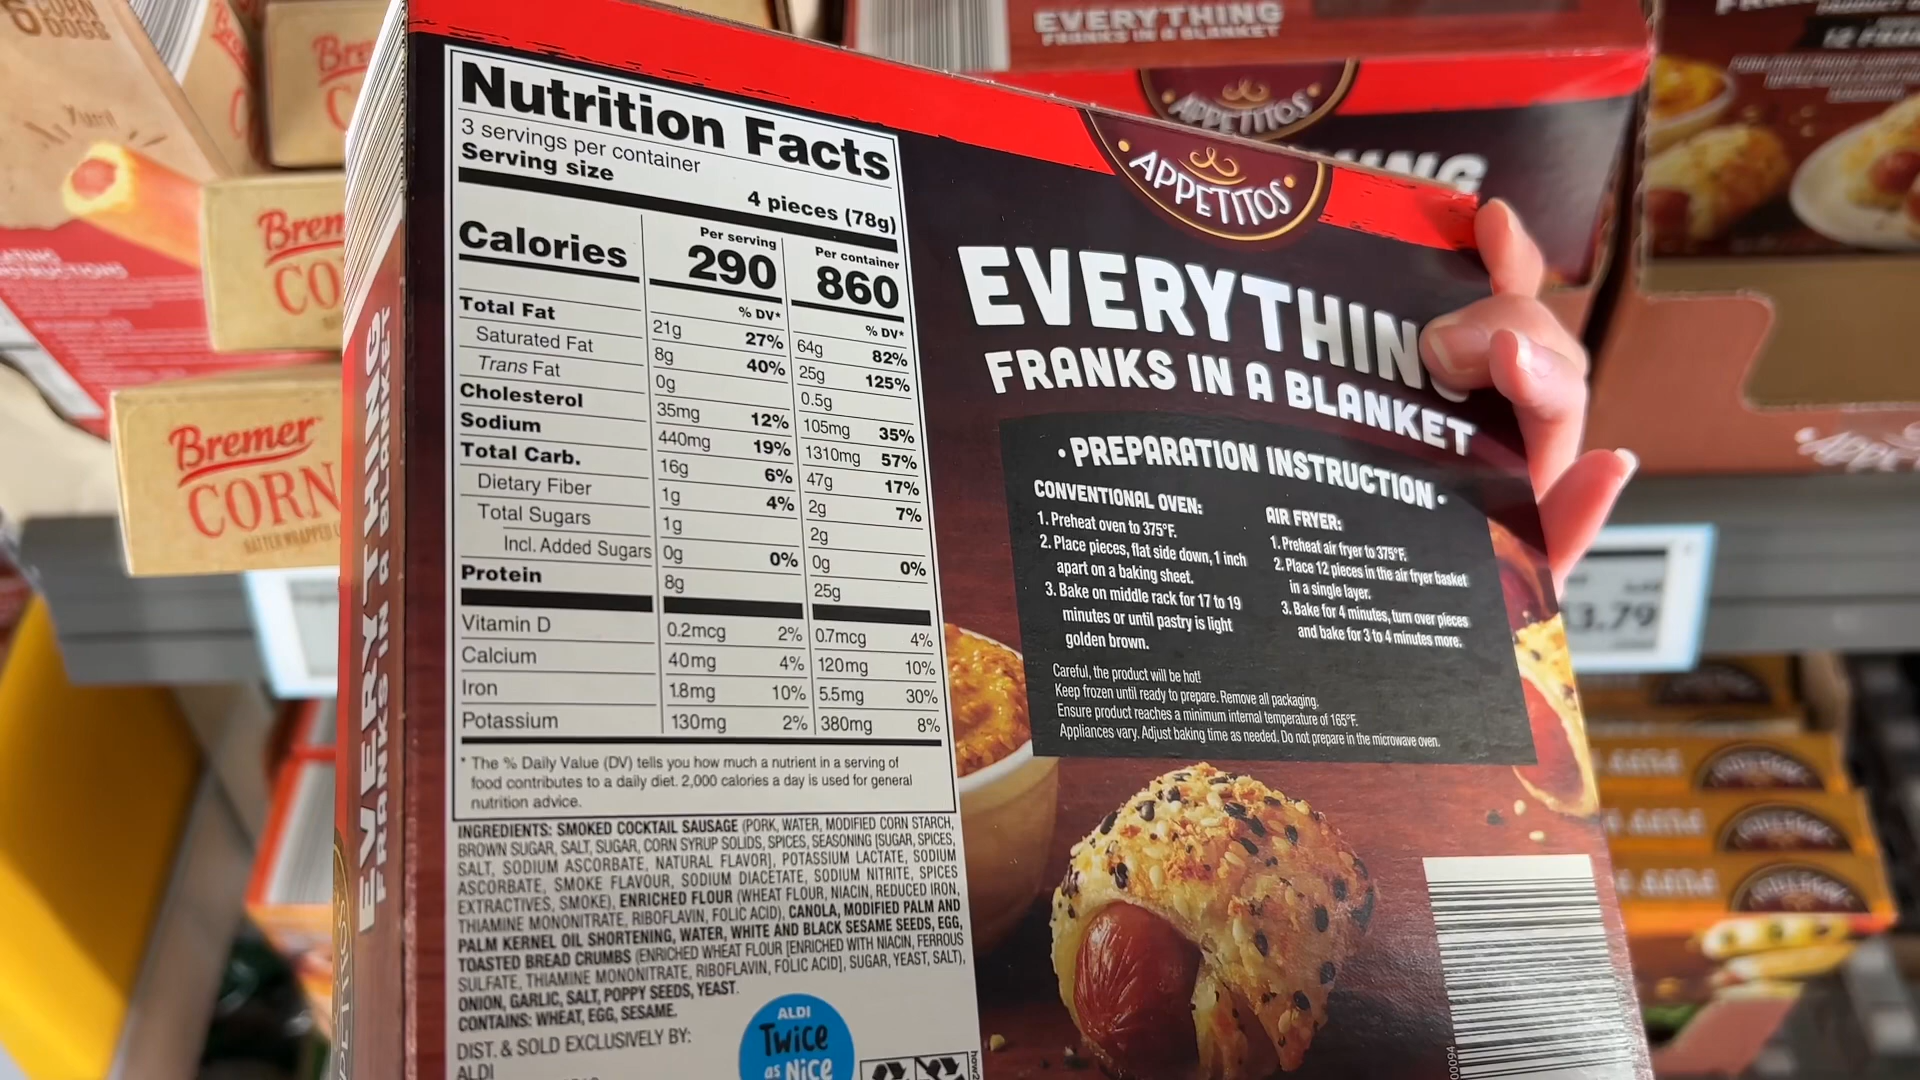 Nutrition Facts
3 servings per container
Serving size
4 pieces (78g)
Calories
Per serving
290
Per container
860
% DV*
% DV*
Total Fat 21g 27% 64g 82%
Saturated Fat 8g 40% 25g 125%
Trans Fat 0g 0.5g
Cholesterol 35mg 12% 105mg 35%
Sodium 440mg 19% 1310mg 57%
Total Carb. 16g 6% 47g 17%
Dietary Fiber 1g 4% 2g 7%
Total Sugars 1g 2g
Incl. Added Sugars 0g 0% 0g 0%
Protein 8g 25g
Vitamin D 0.2mcg 2% 0.7mcg 4%
Calcium 40mg 4% 120mg 10%
Iron 1.8mg 10% 5.5mg 30%
Potassium 130mg 2% 380mg 8%
* The % Daily Value (DV) tells you how much a nutrient in a serving of
food contributes to a daily diet. 2,000 calories a day is used for general
nutrition advice.
INGREDIENTS: SMOKED COCKTAIL SAUSAGE (PORK, WATER, MODIFIED CORN STARCH,
BROWN SUGAR, SALT, SUGAR, CORN SYRUP SOLIDS, SPICES, SEASONING [SUGAR, SPICES,
SALT, SODIUM ASCORBATE, NATURAL FLAVOR], POTASSIUM LACTATE, SODIUM
ASCORBATE, SMOKE FLAVOUR, SODIUM DIACETATE, SODIUM NITRITE, SPICES
EXTRACTIVES, SMOKE), ENRICHED FLOUR (WHEAT FLOUR, NIACIN, REDUCED IRON,
THIAMINE MONONITRATE, RIBOFLAVIN, FOLIC ACID), CANOLA, MODIFIED PALM AND
PALM KERNEL OIL SHORTENING, WATER, WHITE AND BLACK SESAME SEEDS, EGG,
TOASTED BREAD CRUMBS (ENRICHED WHEAT FLOUR [ENRICHED WITH NIACIN, FERROUS
SULFATE, THIAMINE MONONITRATE, RIBOFLAVIN, FOLIC ACID], SUGAR, YEAST, SALT),
ONION, GARLIC, SALT, POPPY SEEDS, YEAST.
CONTAINS: WHEAT, EGG, SESAME.
DIST. & SOLD EXCLUSIVELY BY:
ALDI
ALDI
Twice
as Nice
APPETITOS
EVERYTHIN
FRANKS IN A BLANKET
• PREPARATION INSTRUCTION •
CONVENTIONAL OVEN:
1. Preheat oven to 375°F.
2. Place pieces, flat side down, 1 inch
apart on a baking sheet.
3. Bake on middle rack for 17 to 19
minutes or until pastry is light
golden brown.
AIR FRYER:
1. Preheat air fryer to 375°F.
2. Place 12 pieces in the air fryer basket
in a single layer.
3. Bake for 4 minutes, turn over pieces
and bake for 3 to 4 minutes more.
Careful, the product will be hot!
Keep frozen until ready to prepare. Remove all packaging.
Ensure product reaches a minimum internal temperature of 165°F.
Appliances vary. Adjust baking time as needed. Do not prepare in the microwave oven.
EVERYTHING
FRANKS IN A BLANKET
EVERYTHING
FRANKS IN A BLANKET
APPETITOS
Bremer
CORN
BATTER WRAPPED
Brem
CO
Bre
C
CORN
DOGS
Yum!
3.79